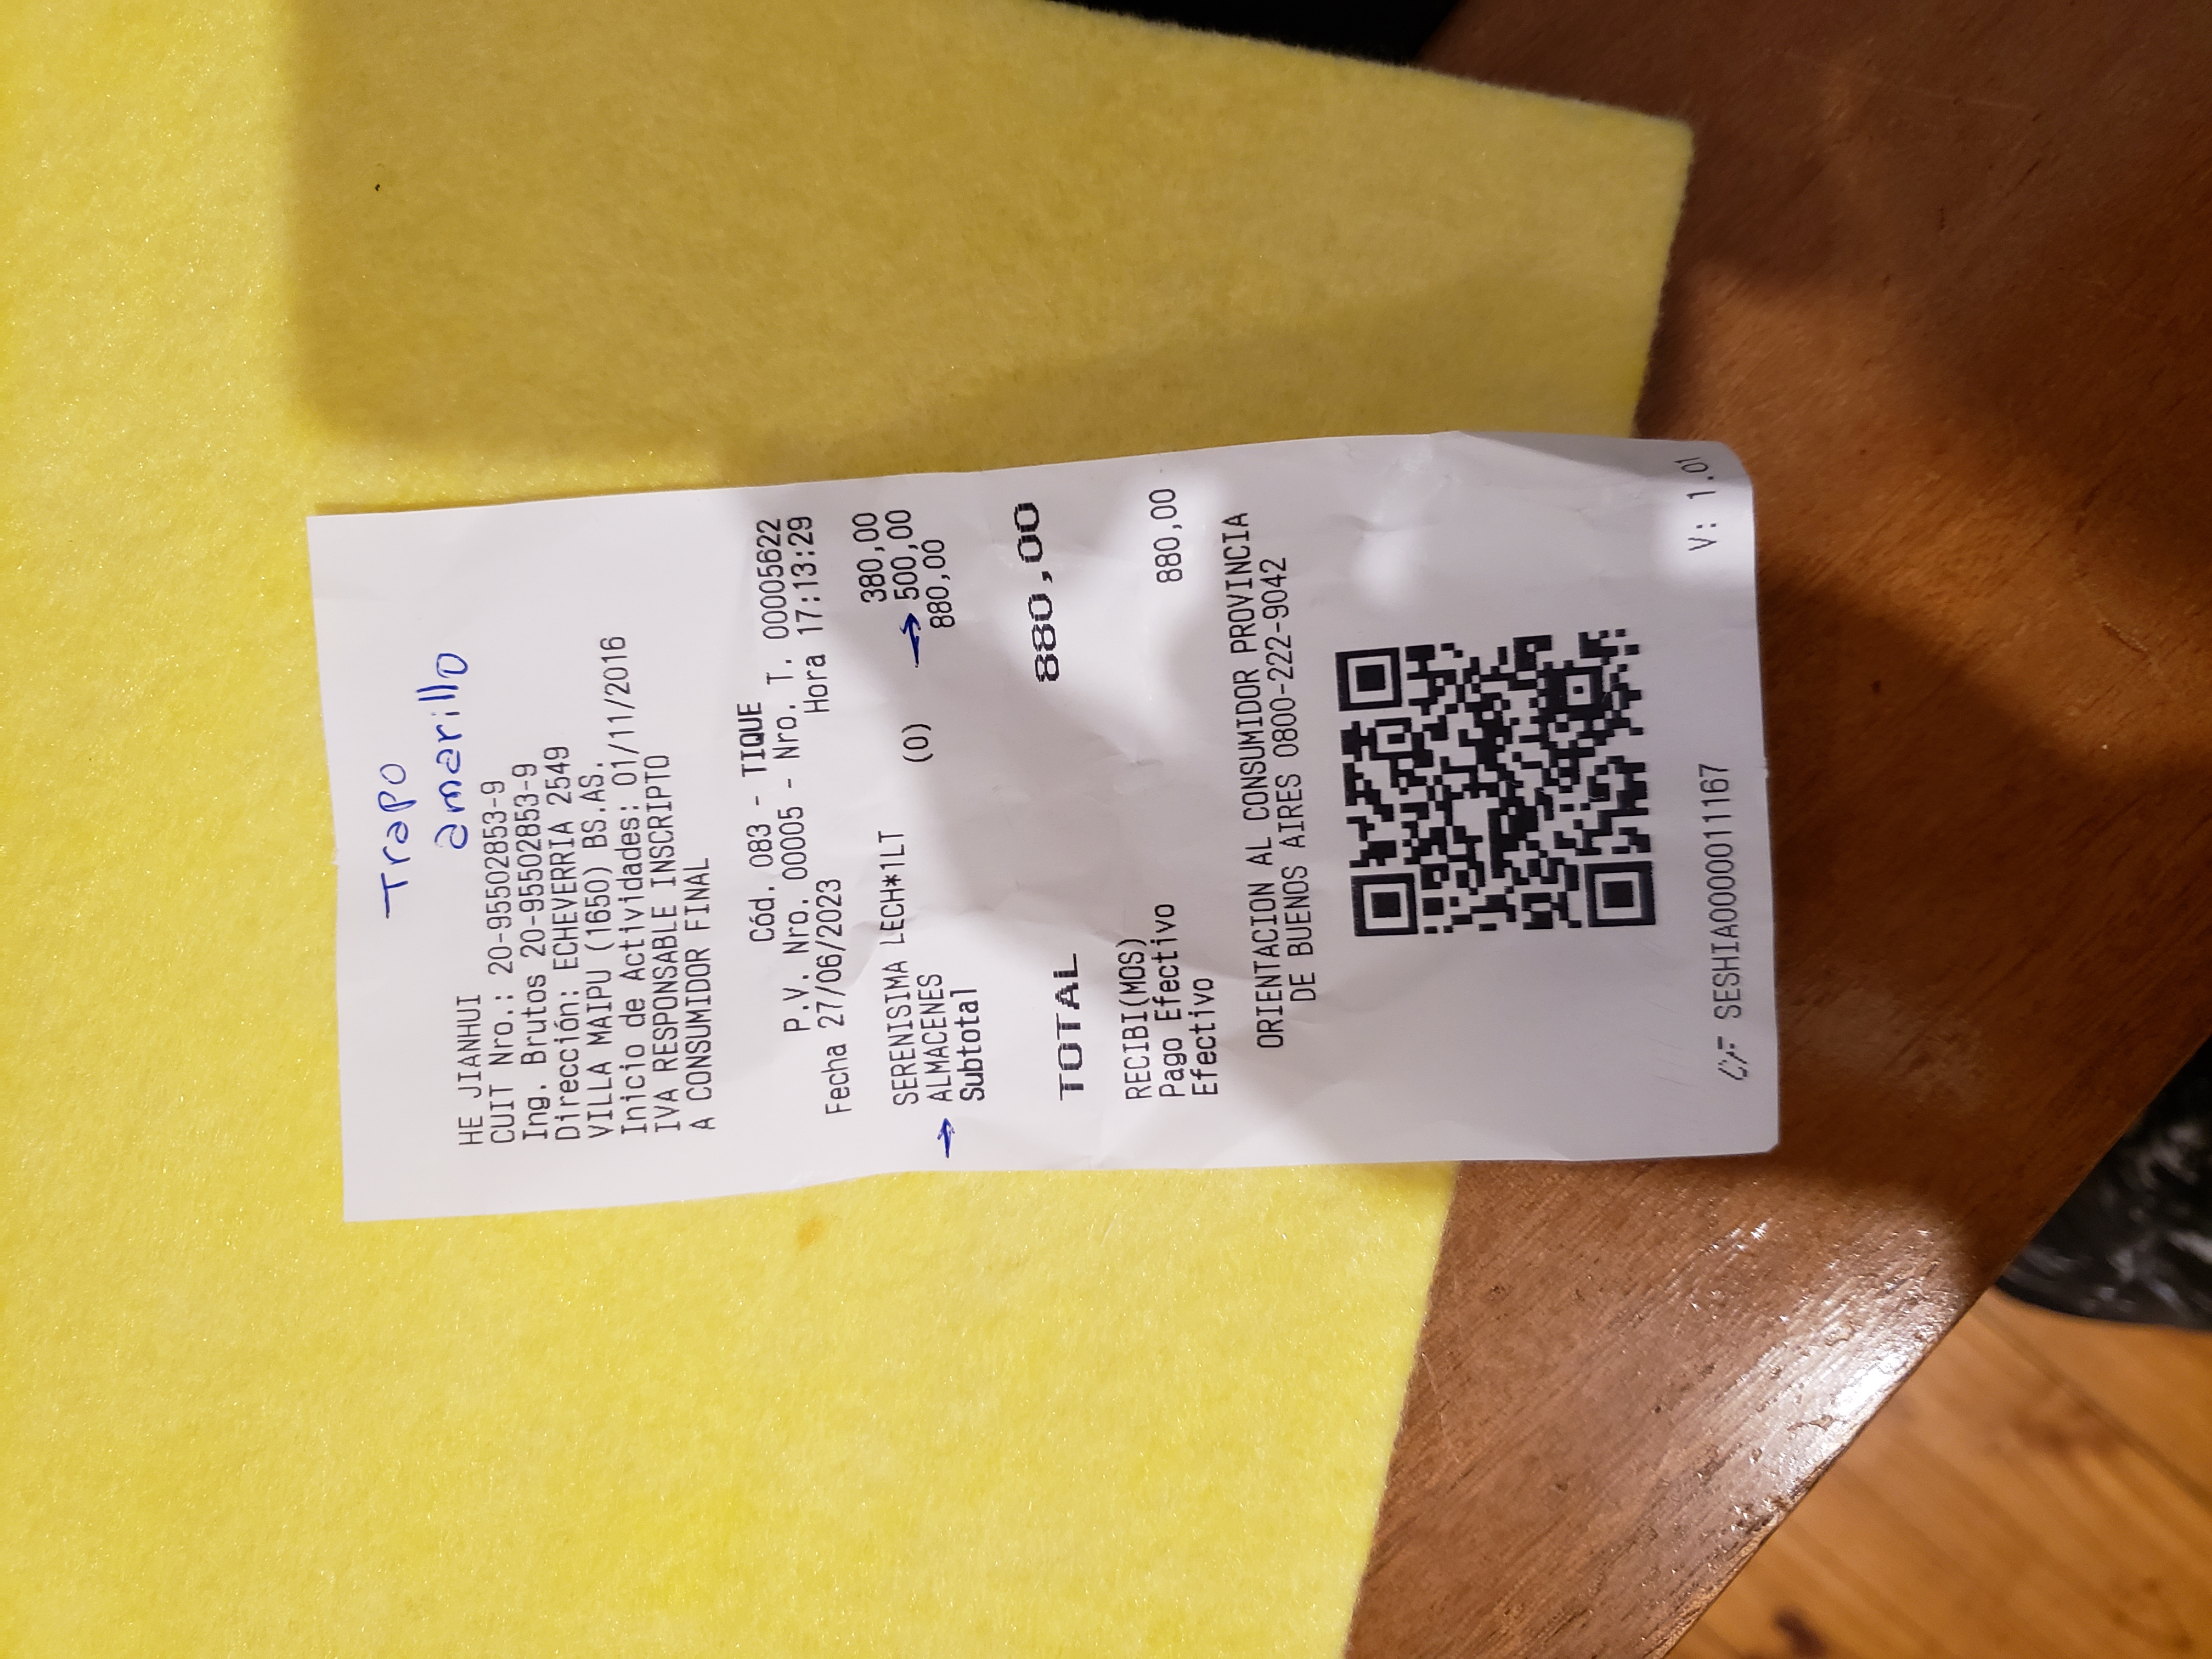 Trapo
amarillo
HE JIANHUI
CUIT Nro.: 20-95502853-9
Ing. Brutos 20-95502853-9
Dirección: ECHEVERRIA 2549
VILLA MAIPU (1650) BS.AS.
Inicio de Actividades: 01/11/2016
IVA RESPONSABLE INSCRIPTO
A CONSUMIDOR FINAL
Cód. 083 - TIQUE
P.V. Nro. 00005 - Nro. T. 00005622
Fecha 27/06/2023 Hora 17:13:29
SERENISIMA LECH*1LT 380,00
→ ALMACENES (0) → 500,00
Subtotal 880,00
TOTAL 880,00
RECIBI(MOS)
Pago Efectivo
Efectivo 880,00
ORIENTACION AL CONSUMIDOR PROVINCIA
DE BUENOS AIRES 0800-222-9042
CF SESHIA0000011167 V: 1.01